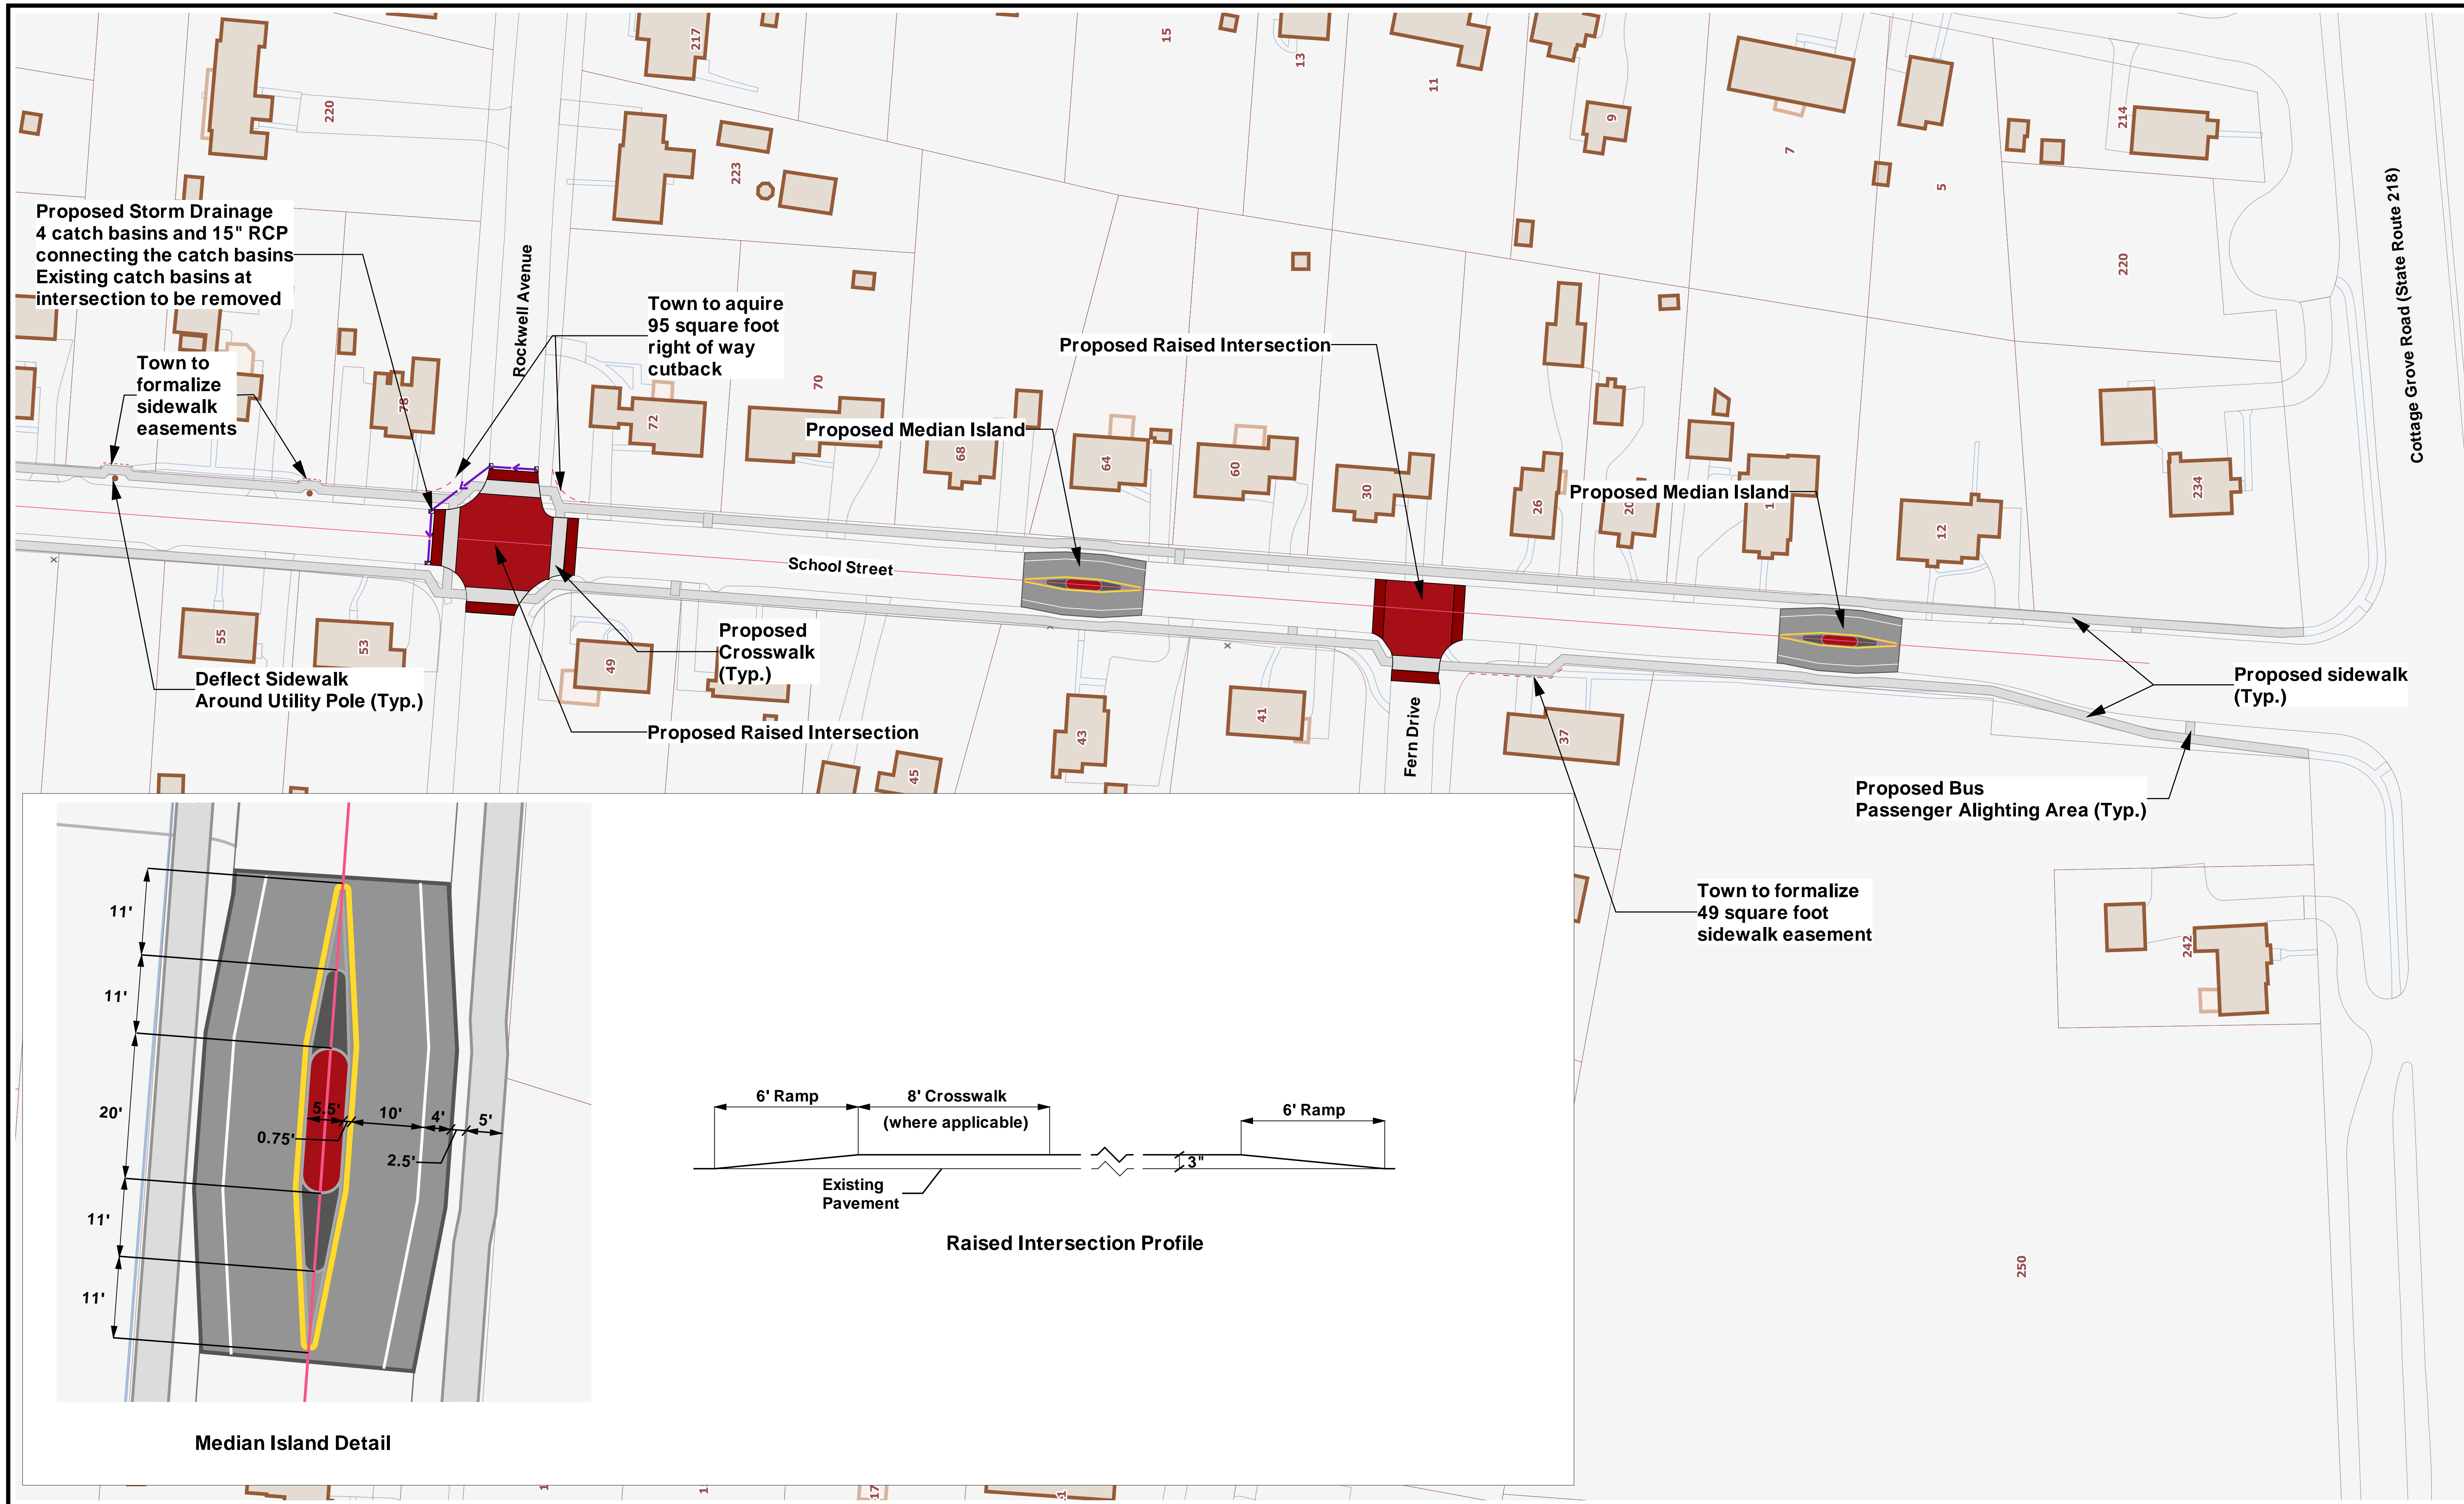 217
15
13
11
9
7
5
214
220
223
220
Cottage Grove Road (State Route 218)
Proposed Storm Drainage
4 catch basins and 15" RCP
connecting the catch basins
Existing catch basins at
intersection to be removed
Rockwell Avenue
Town to aquire
95 square foot
right of way
cutback
Town to
formalize
sidewalk
easements
Proposed Raised Intersection
Proposed Median Island
Proposed Median Island
78
72
70
68
64
60
30
26
20
12
234
School Street
55
53
49
45
43
41
37
Deflect Sidewalk
Around Utility Pole (Typ.)
Proposed
Crosswalk
(Typ.)
Proposed Raised Intersection
Fern Drive
Proposed sidewalk
(Typ.)
Proposed Bus
Passenger Alighting Area (Typ.)
Town to formalize
49 square foot
sidewalk easement
242
250
11'
11'
20'
11'
11'
5.5'
10'
4'
5'
0.75'
2.5'
Median Island Detail
6' Ramp
8' Crosswalk
(where applicable)
6' Ramp
3"
Existing
Pavement
Raised Intersection Profile